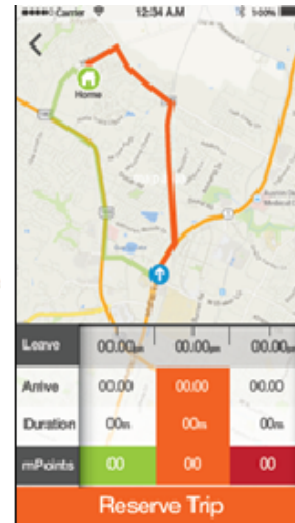 Carrier 12:34 A.M 100%
Home
Leave 00.00pm 00.00pm 00.00pm
Arrive 00.00 00.00 00.00
Duration 00m 00m 00m
mPoints 00 00 00
Reserve Trip